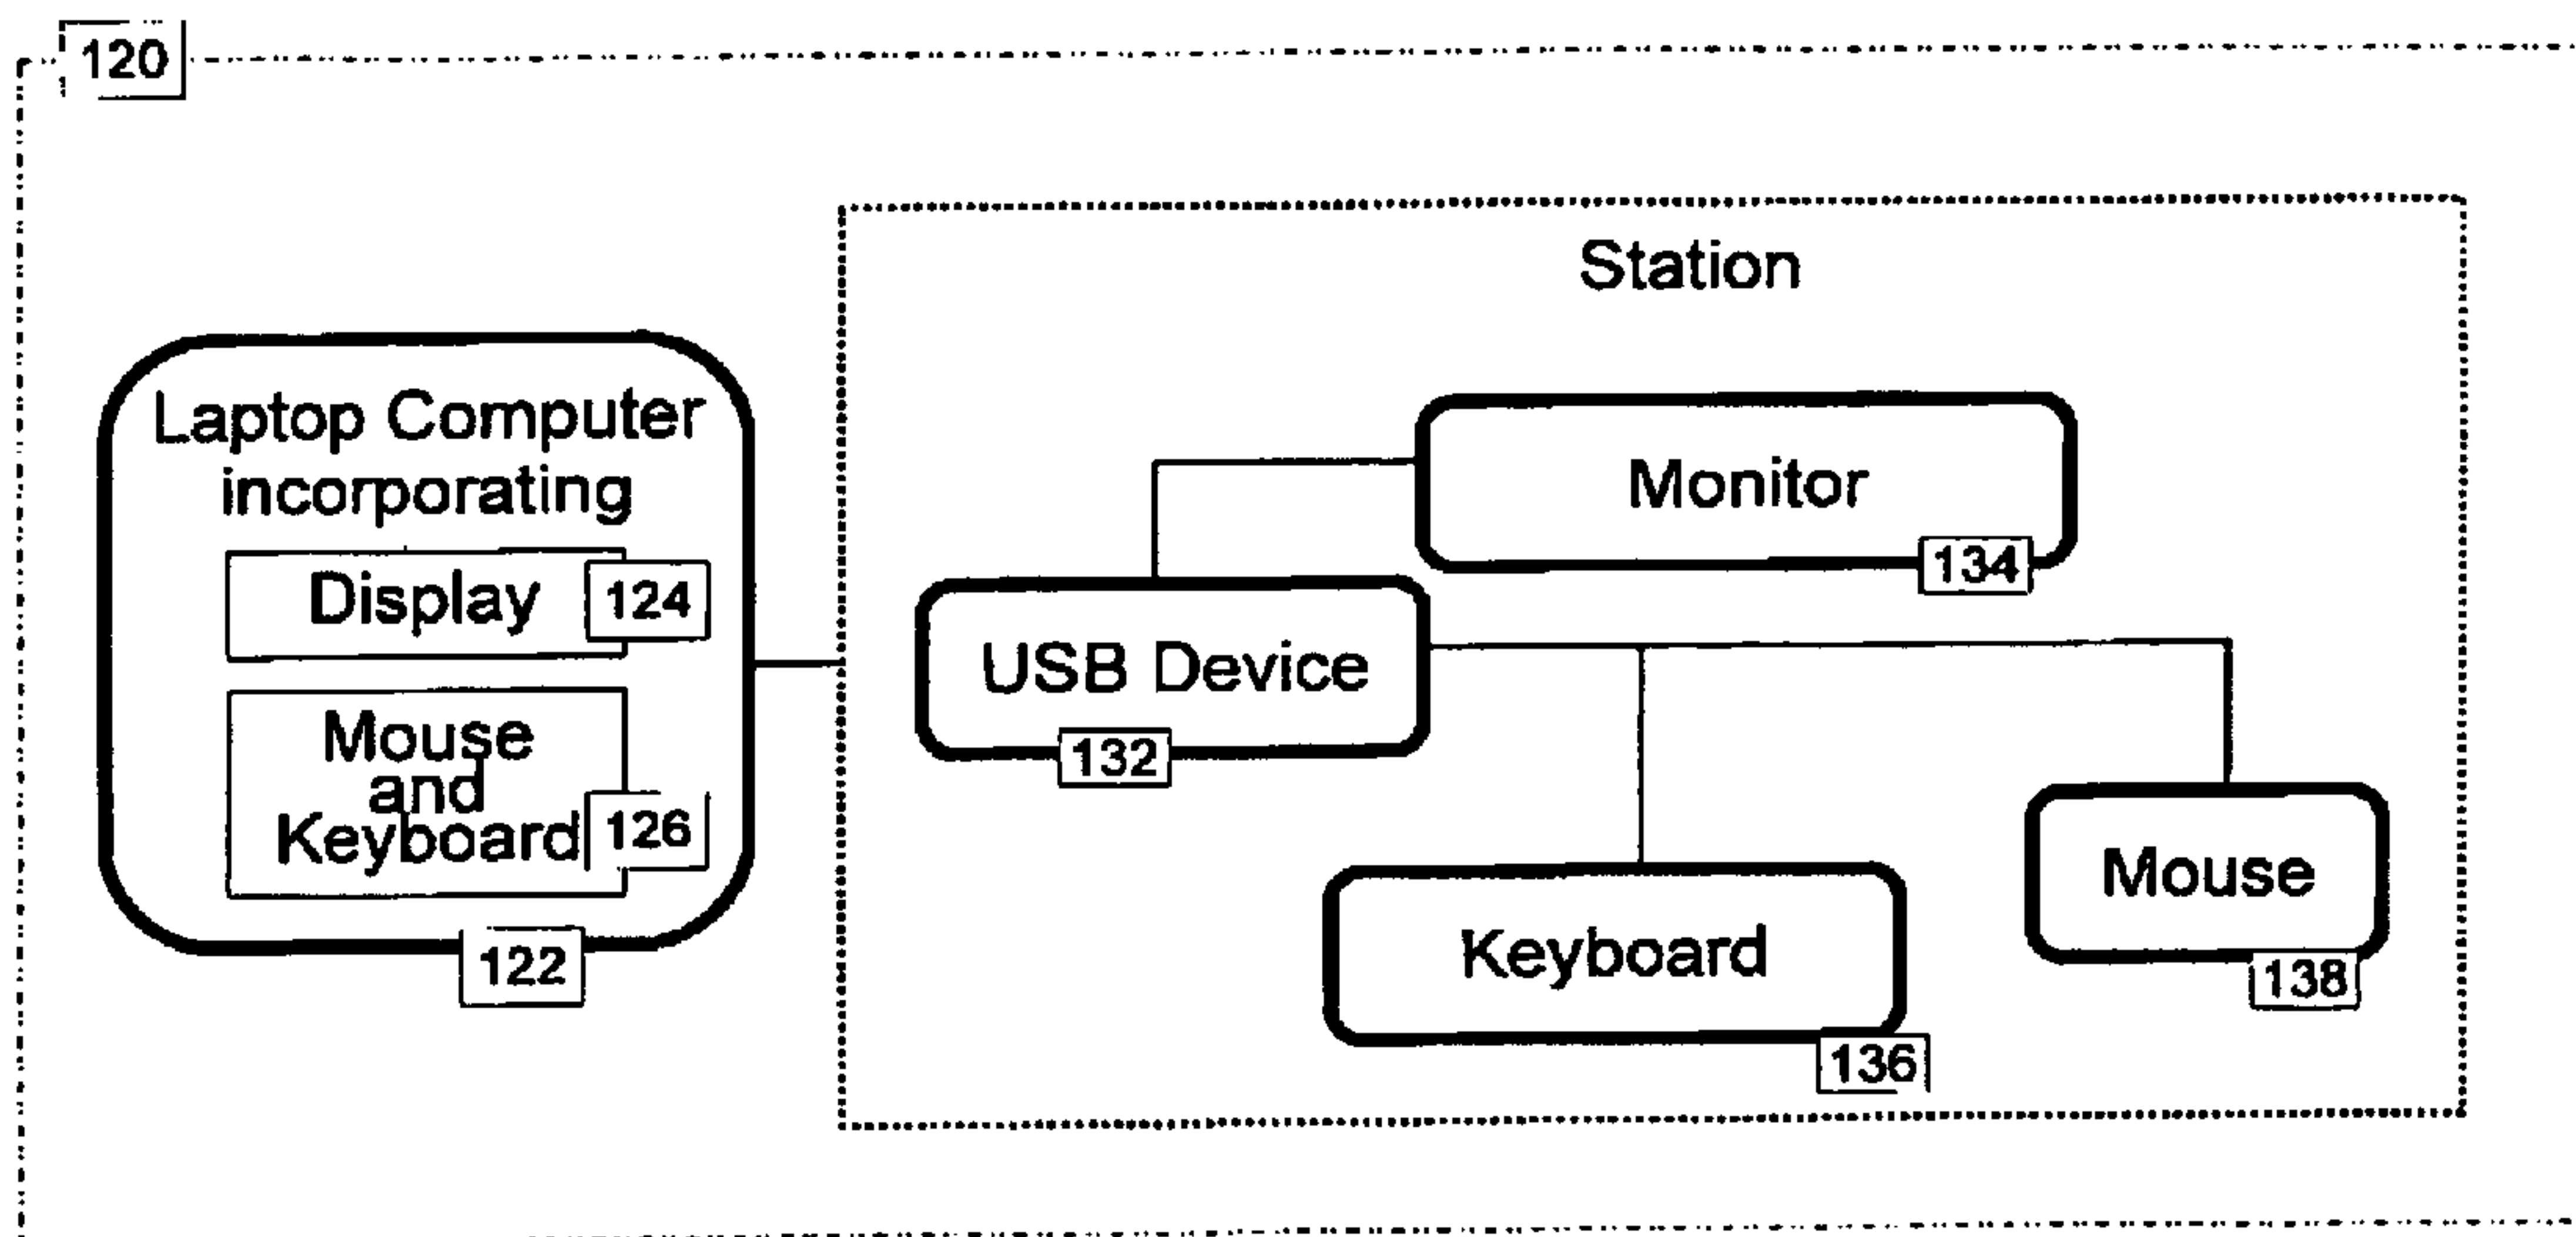 120
Station
Laptop Computer
incorporating
Display
124
Mouse
and
Keyboard
126
122
Monitor
134
USB Device
132
Keyboard
136
Mouse
138